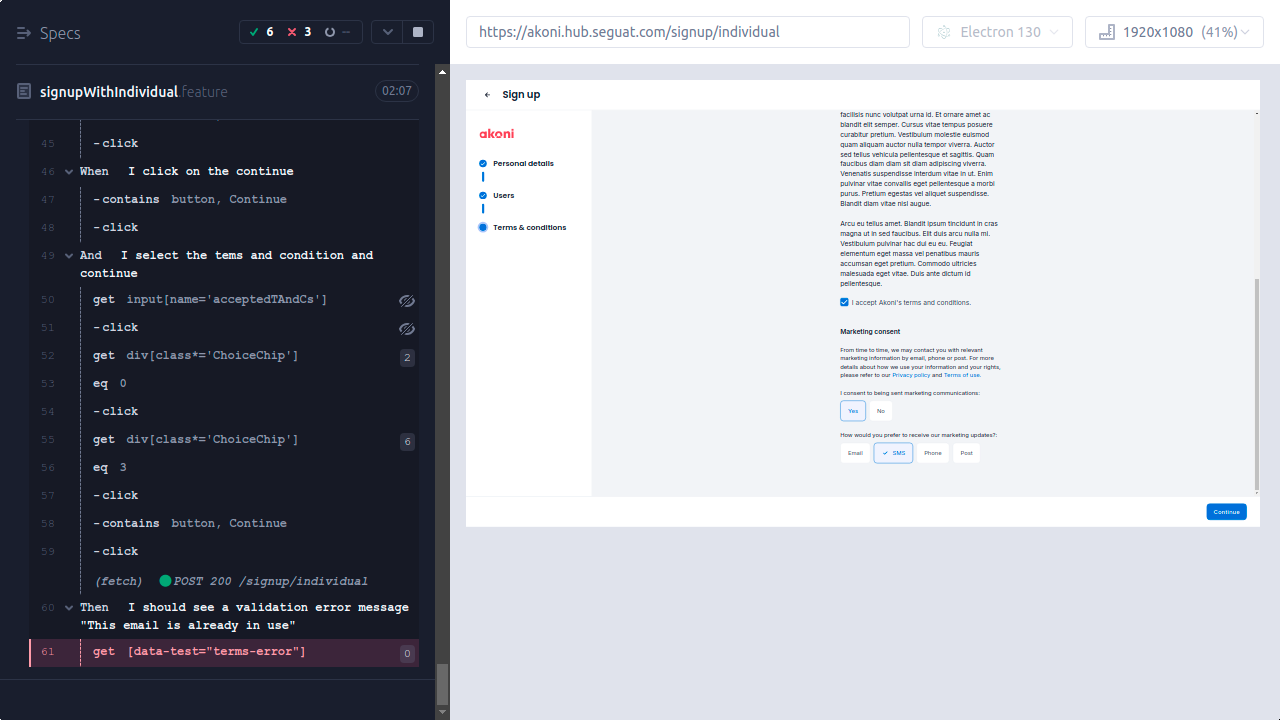 Specs
6
3
--
https://akoni.hub.seguat.com/signup/individual
Electron 130
1920x1080 (41%)
signupWithIndividual.feature
02:07
45 -click
46 When I click on the continue
47 -contains button, Continue
48 -click
49 And I select the tems and condition and
continue
50 get input[name='acceptedTAndCs']
51 -click
52 get div[class*='ChoiceChip'] 2
53 eq 0
54 -click
55 get div[class*='ChoiceChip'] 6
56 eq 3
57 -click
58 -contains button, Continue
59 -click
(fetch) POST 200 /signup/individual
60 Then I should see a validation error message
"This email is already in use"
61 get [data-test="terms-error"] 0
Sign up
akoni
Personal details
Users
Terms & conditions
facilisis nunc volutpat urna id. Et ornare amet ac
blandit elit semper. Cursus vitae tempus posuere
curabitur pretium. Vestibulum molestie euismod
quam aliquam auctor nulla tempor viverra. Auctor
sed tellus vehicula pellentesque et sagittis. Quam
faucibus diam diam sit diam adipiscing viverra.
Venenatis suspendisse interdum vitae in ut. Enim
pulvinar vitae convallis eget pellentesque a morbi
purus. Pretium egestas vel aliquet suspendisse.
Blandit diam vitae nisl augue.
Arcu eu tellus amet. Blandit ipsum tincidunt in cras
magna ut in sed faucibus. Elit duis arcu nulla mi.
Vestibulum pulvinar hac dui eu eu. Feugiat
elementum eget massa vel penatibus mauris
accumsan eget pretium. Commodo ultricies
malesuada eget vitae. Duis ante dictum id
pellentesque.
I accept Akoni's terms and conditions.
Marketing consent
From time to time, we may contact you with relevant
marketing information by email, phone or post. For more
details about how we use your information and your rights,
please refer to our Privacy policy and Terms of use.
I consent to being sent marketing communications:
Yes No
How would you prefer to receive our marketing updates?:
Email SMS Phone Post
Continue